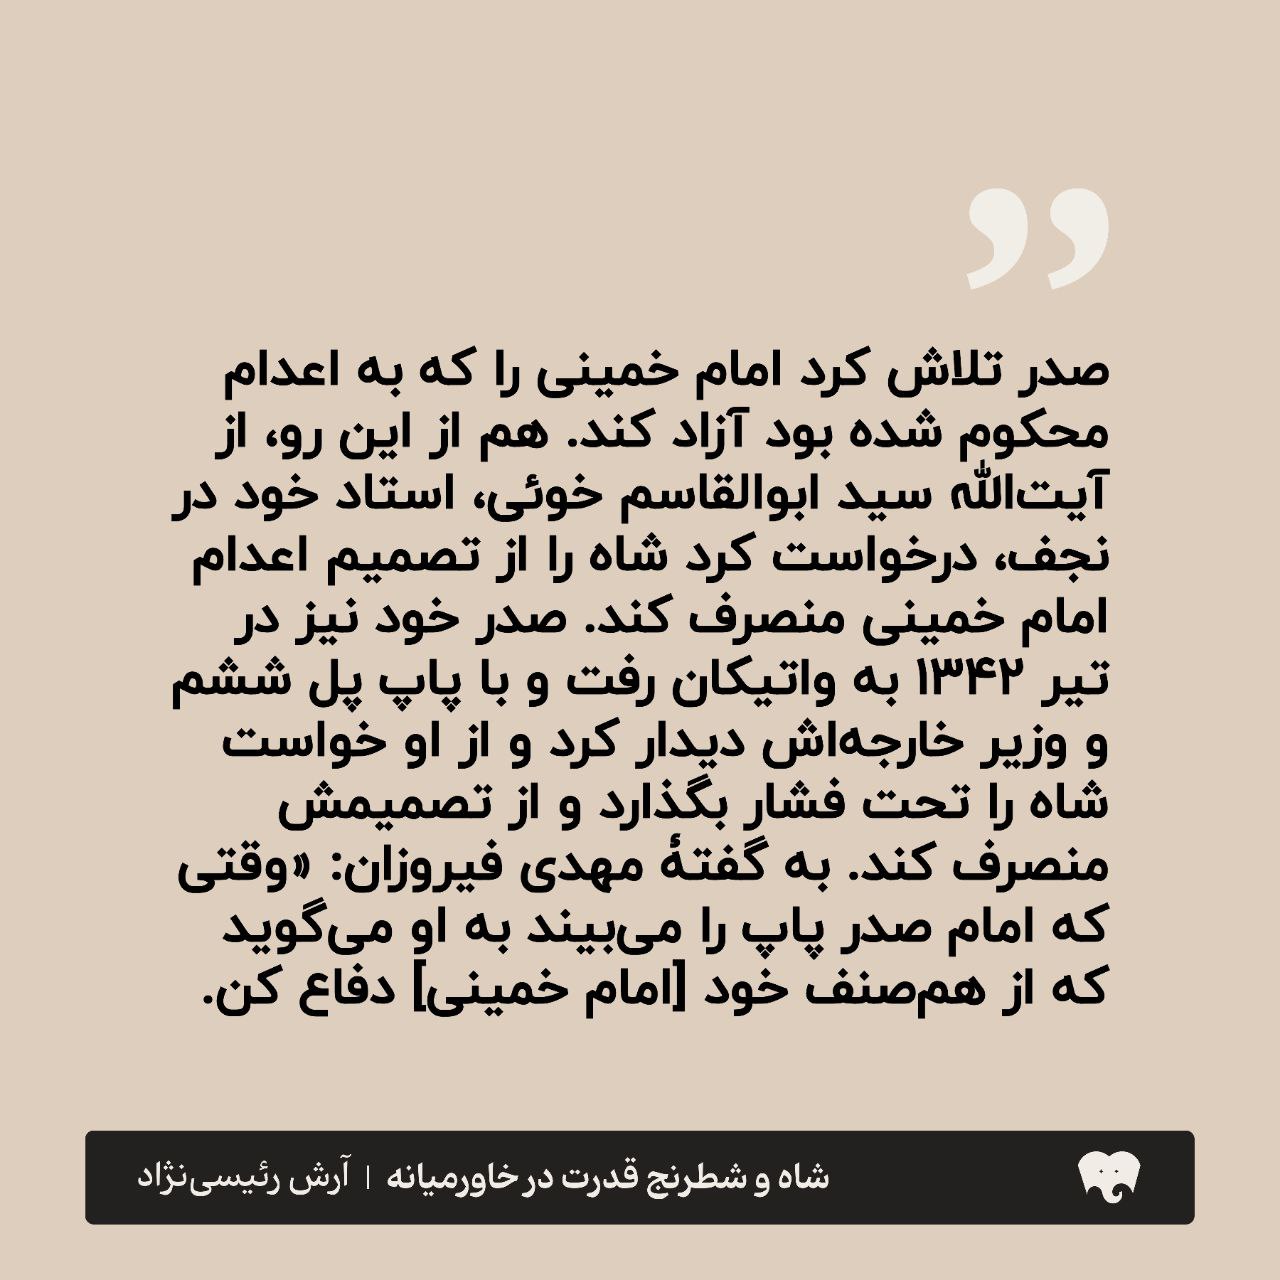 ”
صدر تلاش کرد امام خمینی را که به اعدام
محکوم شده بود آزاد کند. هم از این رو، از
آیت‌الله سید ابوالقاسم خوئی، استاد خود در
نجف، درخواست کرد شاه را از تصمیم اعدام
امام خمینی منصرف کند. صدر خود نیز در
تیر ۱۳۴۲ به واتیکان رفت و با پاپ پل ششم
و وزیر خارجه‌اش دیدار کرد و از او خواست
شاه را تحت فشار بگذارد و از تصمیمش
منصرف کند. به گفتهٔ مهدی فیروزان: «وقتی
که امام صدر پاپ را می‌بیند به او می‌گوید
که از هم‌صنف خود [امام خمینی] دفاع کن.
شاه و شطرنج قدرت در خاورمیانه | آرش رئیسی‌نژاد